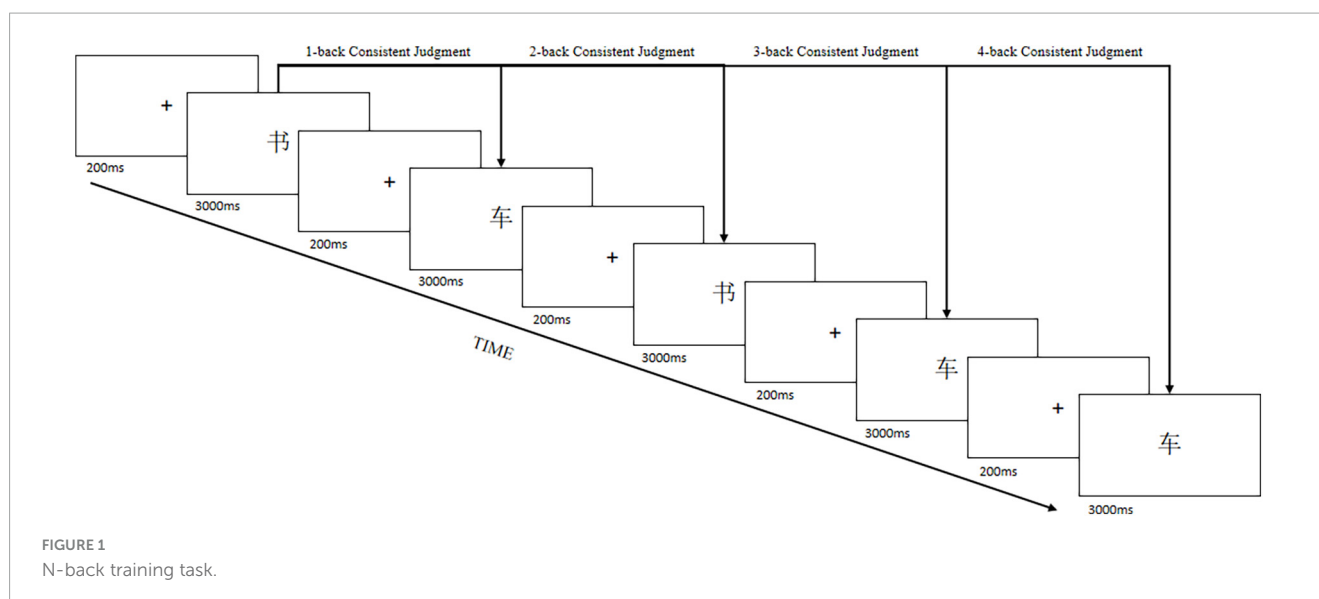 1-back Consistent Judgment
2-back Consistent Judgment
3-back Consistent Judgment
4-back Consistent Judgment
+
200ms
书
3000ms
+
200ms
车
3000ms
+
200ms
书
3000ms
+
200ms
车
3000ms
+
200ms
车
3000ms
TIME
FIGURE 1
N-back training task.